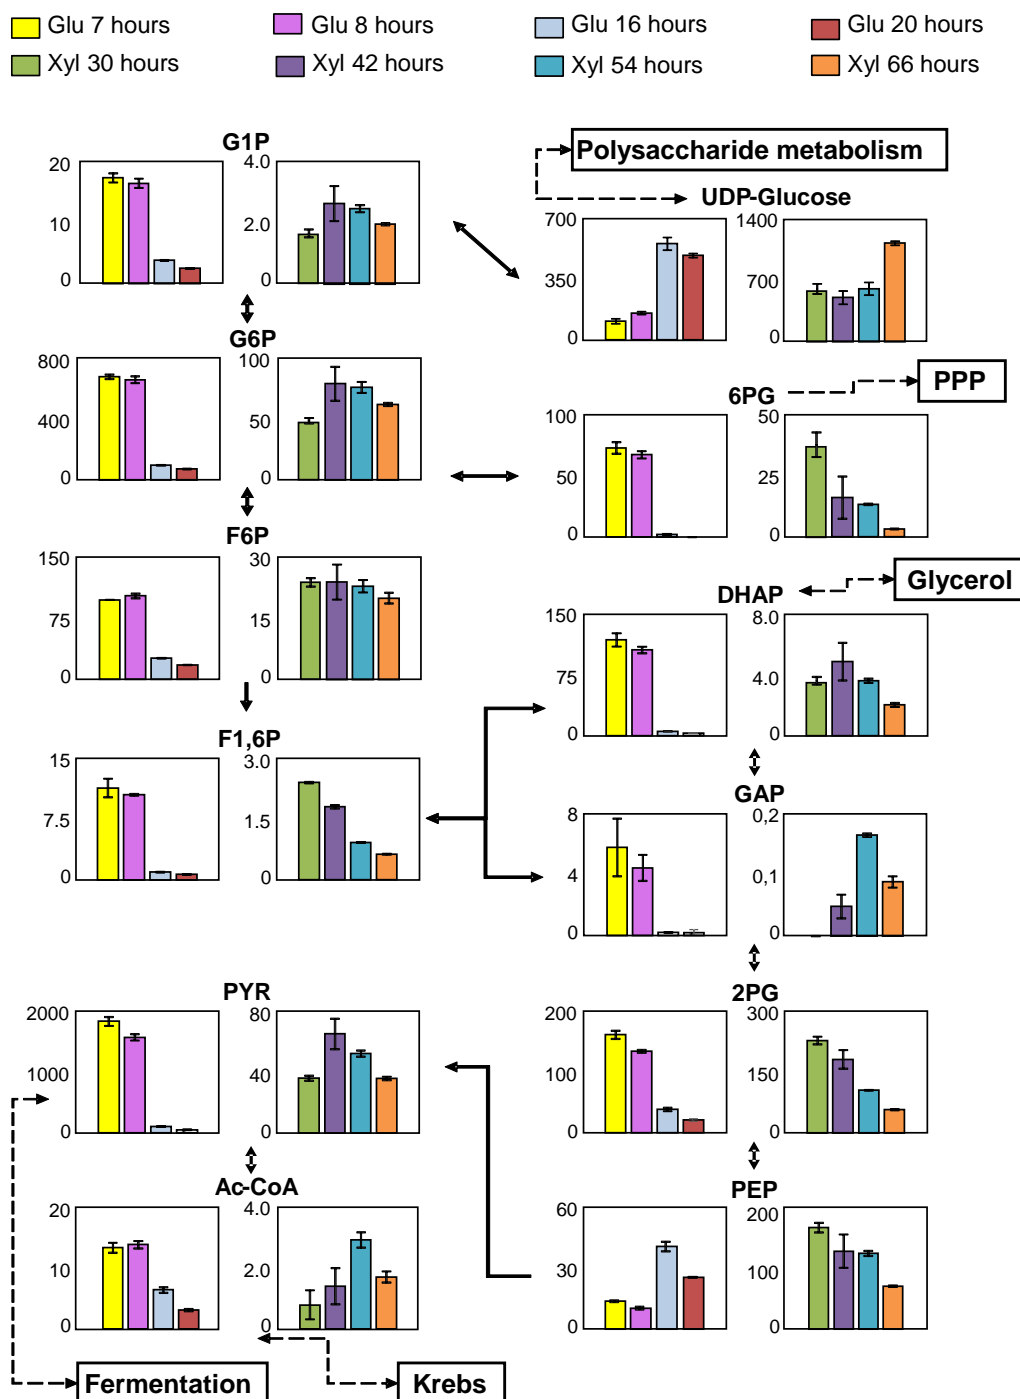 Glu 7 hours
Glu 8 hours
Glu 16 hours
Glu 20 hours
Xyl 30 hours
Xyl 42 hours
Xyl 54 hours
Xyl 66 hours
G1P
20
10
0
4.0
2.0
0
Polysaccharide metabolism
UDP-Glucose
700
350
0
1400
700
0
G6P
800
400
0
100
50
0
6PG
PPP
100
50
0
50
25
0
F6P
150
75
0
30
15
0
DHAP
Glycerol
150
75
0
8.0
4.0
0
F1,6P
15
7.5
0
3.0
1.5
0
GAP
8
4
0
0,2
0,1
0
PYR
2000
1000
0
80
40
0
2PG
200
100
0
300
150
0
Ac-CoA
20
10
0
4.0
2.0
0
PEP
60
30
0
200
100
0
Fermentation
Krebs